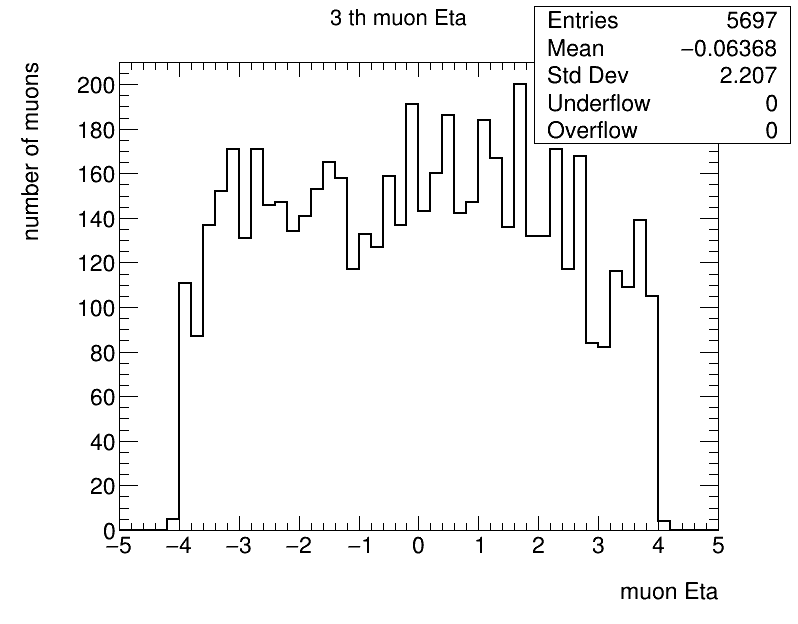 3 th muon Eta
Entries 5697
Mean −0.06368
Std Dev 2.207
Underflow 0
Overflow 0
number of muons
200
180
160
140
120
100
80
60
40
20
0
−5 −4 −3 −2 −1 0 1 2 3 4 5
muon Eta